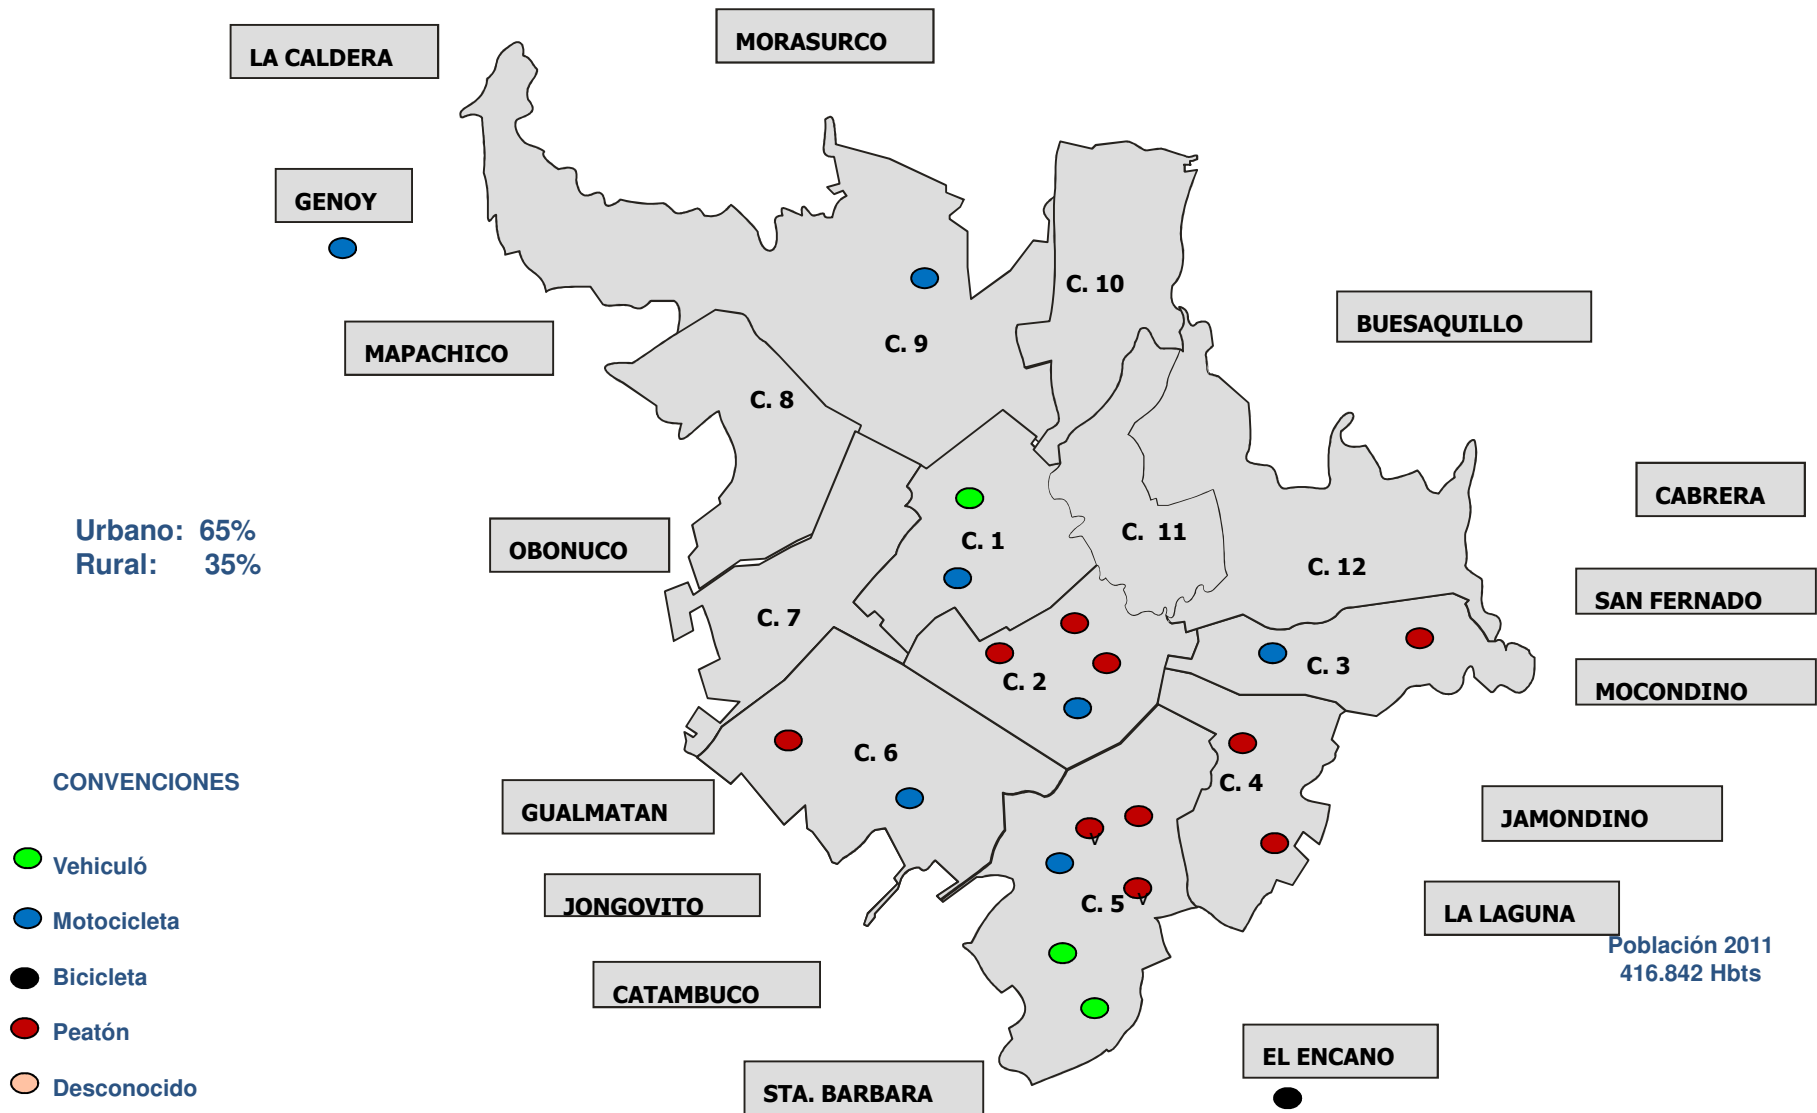 LA CALDERA
MORASURCO
GENOY
C. 10
BUESAQUILLO
MAPACHICO
C. 9
C. 8
CABRERA
Urbano: 65%
Rural: 35%
OBONUCO
C. 1
C. 11
C. 12
SAN FERNADO
C. 7
C. 2
C. 3
MOCONDINO
C. 6
C. 4
CONVENCIONES
GUALMATAN
JAMONDINO
Vehiculó
JONGOVITO
C. 5
LA LAGUNA
Motocicleta
Población 2011
416.842 Hbts
Bicicleta
CATAMBUCO
Peatón
EL ENCANO
Desconocido
STA. BARBARA